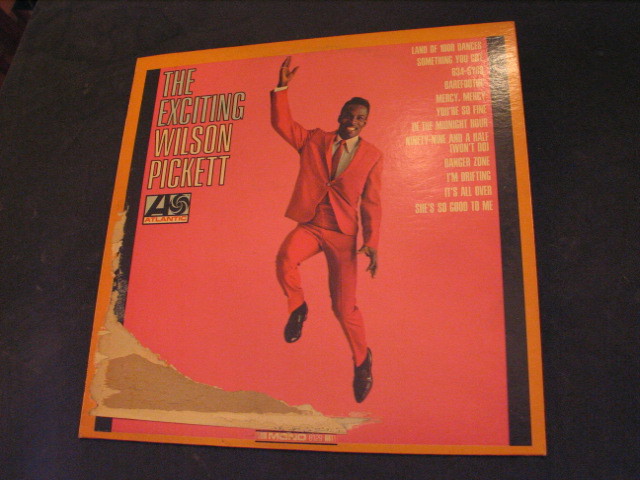 THE
EXCITING
WILSON
PICKETT
ATLANTIC
LAND OF 1000 DANCES
SOMETHING YOU GOT
634-5789
BAREFOOTIN'
MERCY, MERCY
YOU'RE SO FINE
IN THE MIDNIGHT HOUR
NINETY-NINE AND A HALF
(WON'T DO)
DANGER ZONE
I'M DRIFTING
IT'S ALL OVER
SHE'S SO GOOD TO ME
MONO